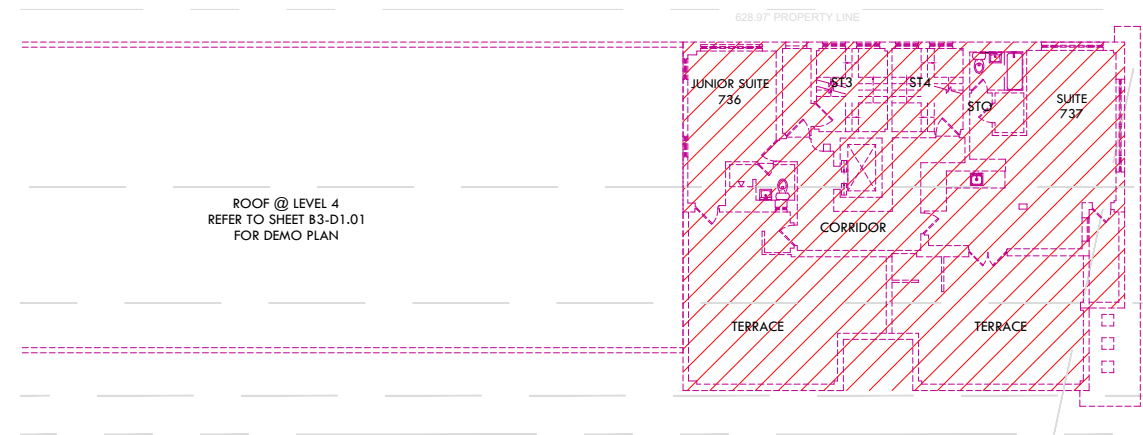 628.97' PROPERTY LINE
JUNIOR SUITE
736
ST3
ST4
STO
SUITE
737
ROOF @ LEVEL 4
REFER TO SHEET B3-D1.01
FOR DEMO PLAN
CORRIDOR
TERRACE
TERRACE